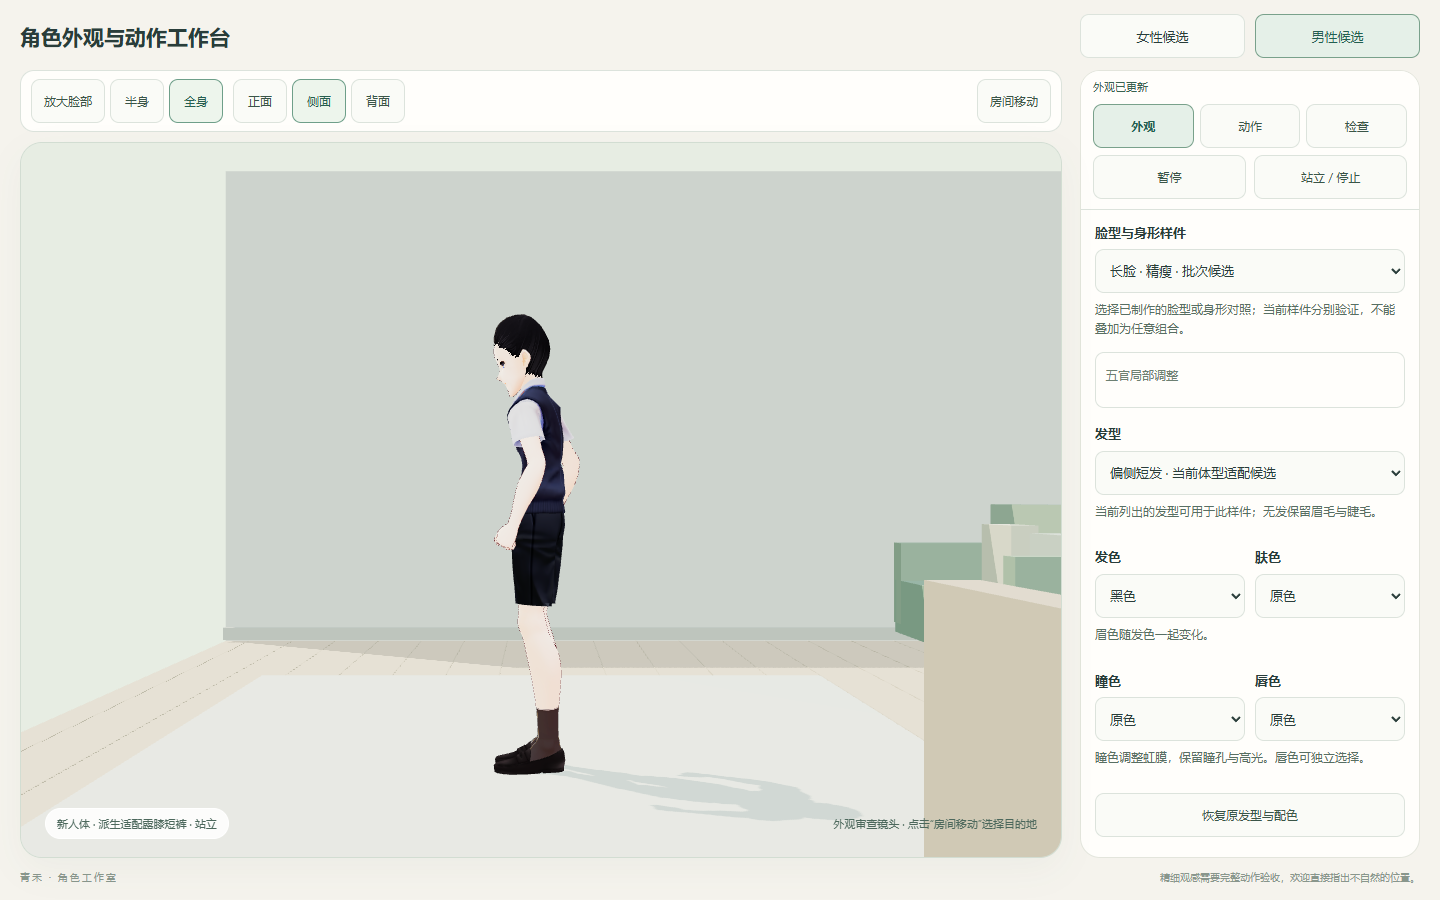 角色外观与动作工作台
女性候选
男性候选
放大脸部
半身
全身
正面
侧面
背面
房间移动
外观已更新
外观
动作
检查
暂停
站立 / 停止
脸型与身形样件
长脸 · 精瘦 · 批次候选
选择已制作的脸型或身形对照；当前样件分别验证，不能
叠加为任意组合。
五官局部调整
发型
偏侧短发 · 当前体型适配候选
当前列出的发型可用于此样件；无发保留眉毛与睫毛。
发色
肤色
黑色
原色
眉色随发色一起变化。
瞳色
唇色
原色
原色
瞳色调整虹膜，保留瞳孔与高光。唇色可独立选择。
恢复原发型与配色
新人体 · 派生适配露膝短裤 · 站立
外观审查镜头 · 点击“房间移动”选择目的地
青禾 · 角色工作室
精细观感需要完整动作验收，欢迎直接指出不自然的位置。